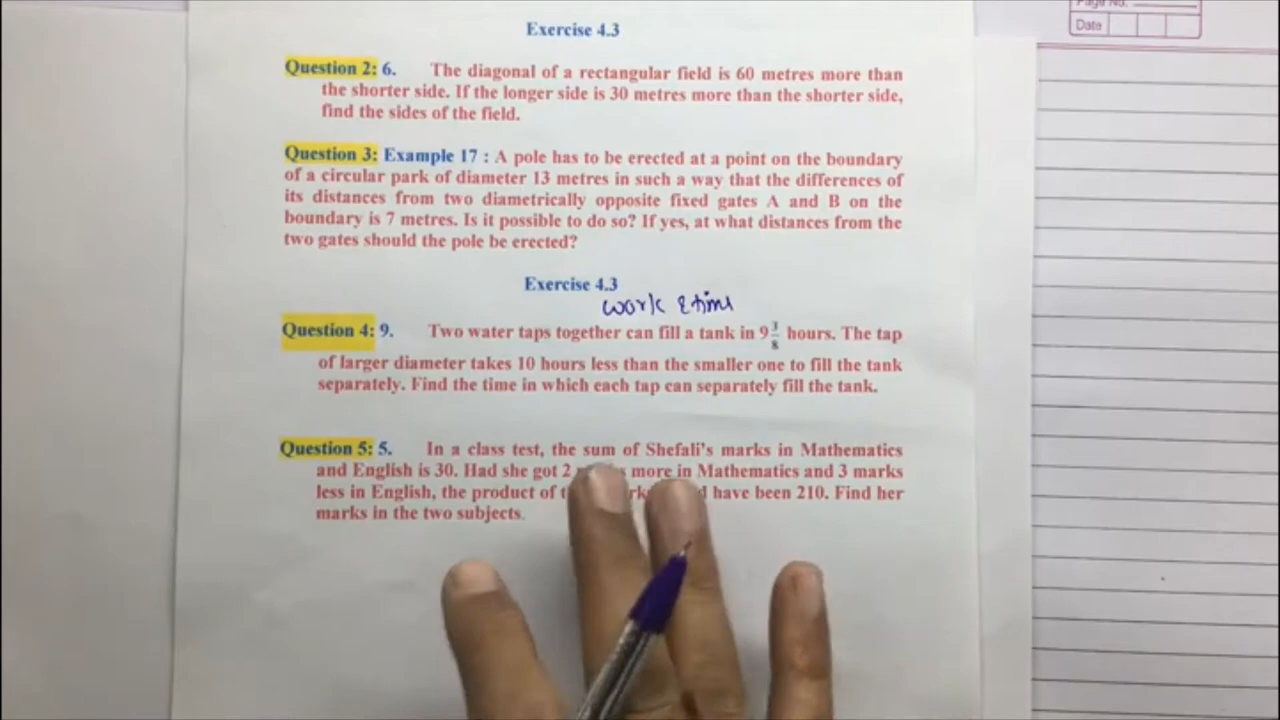 Page No.
Date
Exercise 4.3
Question 2: 6. The diagonal of a rectangular field is 60 metres more than
the shorter side. If the longer side is 30 metres more than the shorter side,
find the sides of the field.
Question 3: Example 17 : A pole has to be erected at a point on the boundary
of a circular park of diameter 13 metres in such a way that the differences of
its distances from two diametrically opposite fixed gates A and B on the
boundary is 7 metres. Is it possible to do so? If yes, at what distances from the
two gates should the pole be erected?
Exercise 4.3
work & time
Question 4: 9. Two water taps together can fill a tank in 9 3/8 hours. The tap
of larger diameter takes 10 hours less than the smaller one to fill the tank
separately. Find the time in which each tap can separately fill the tank.
Question 5: 5. In a class test, the sum of Shefali's marks in Mathematics
and English is 30. Had she got 2 more in Mathematics and 3 marks
less in English, the product of have been 210. Find her
marks in the two subjects.